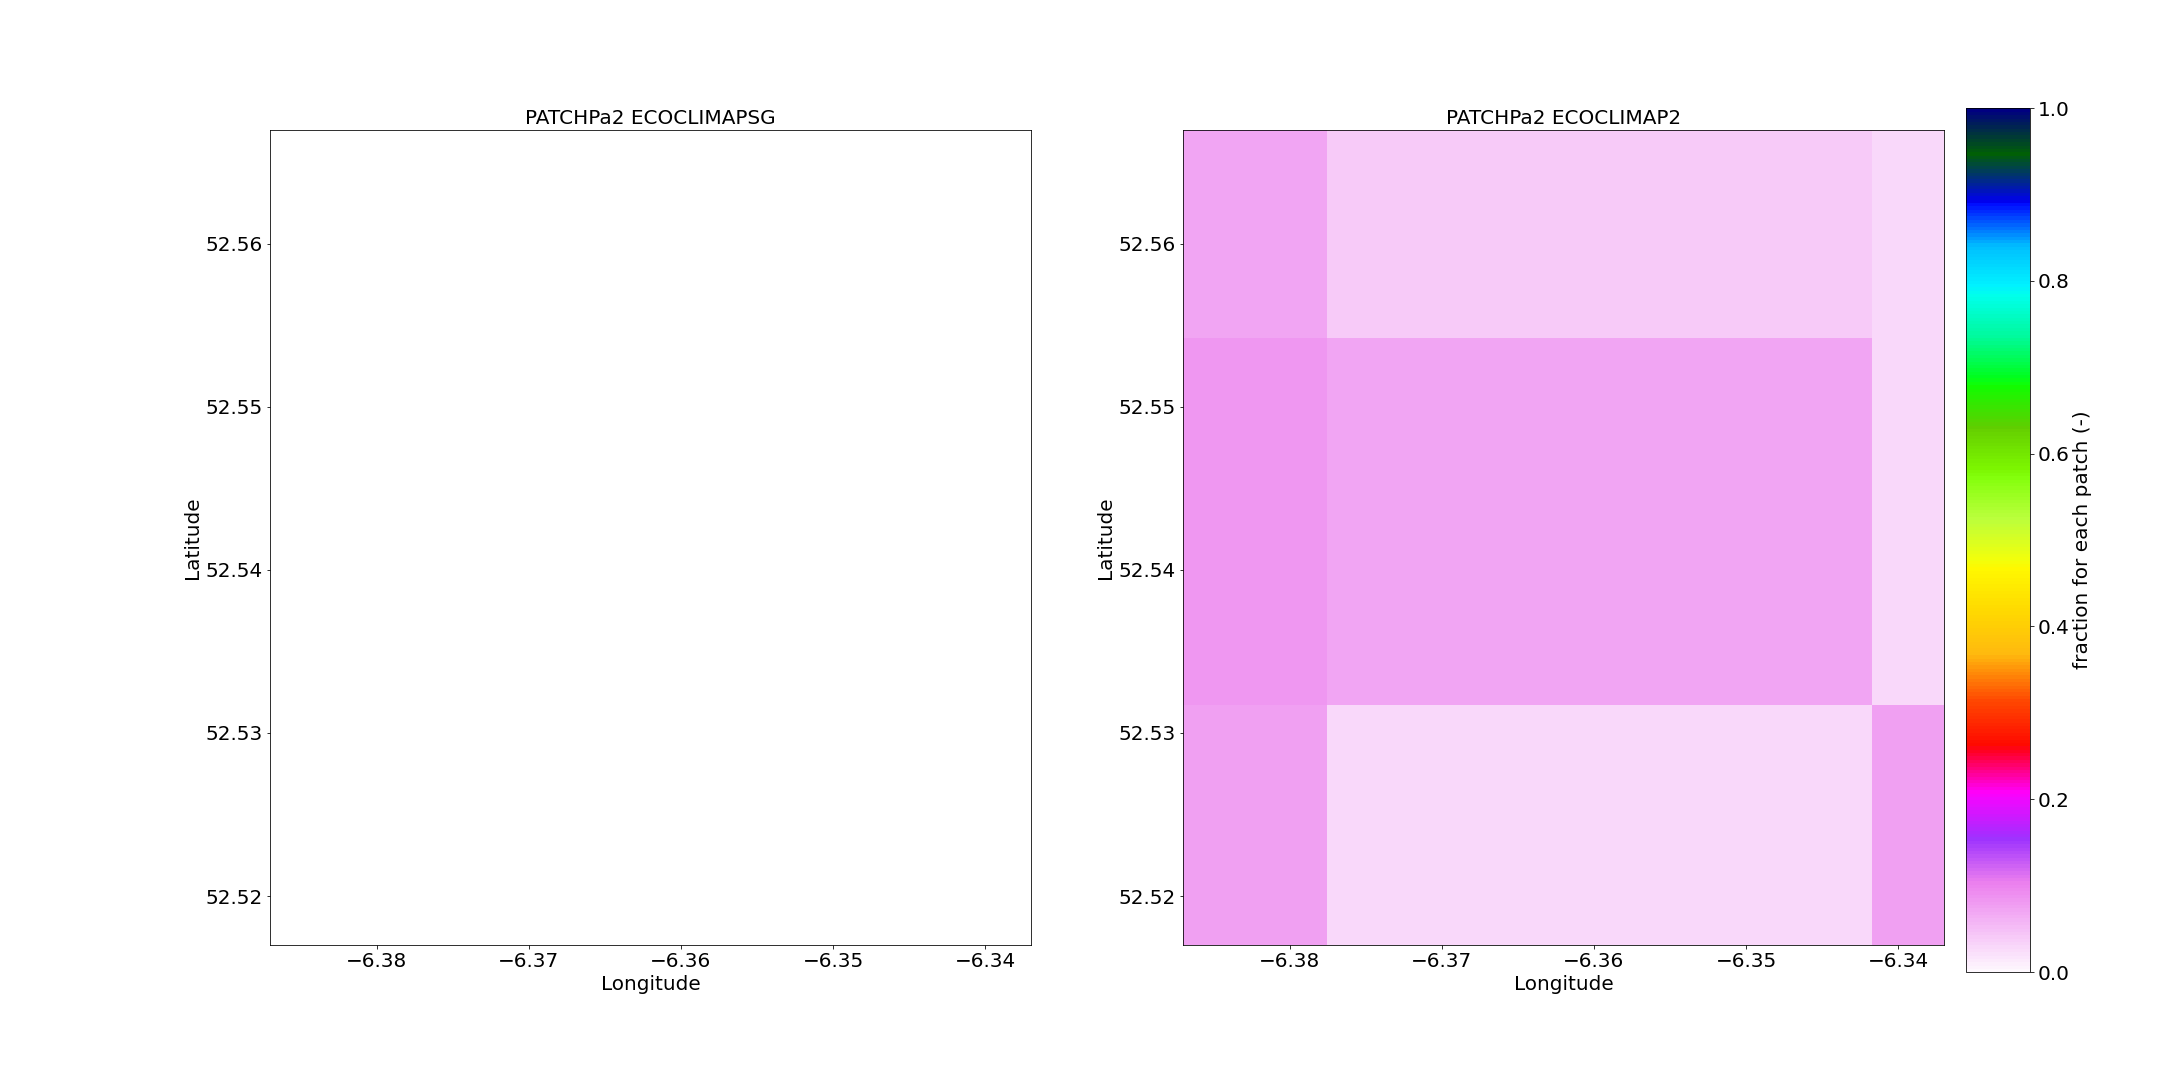 PATCHPa2 ECOCLIMAPSG
52.56
52.55
52.54
52.53
52.52
Latitude
−6.38 −6.37 −6.36 −6.35 −6.34
Longitude
PATCHPa2 ECOCLIMAP2
52.56
52.55
52.54
52.53
52.52
Latitude
−6.38 −6.37 −6.36 −6.35 −6.34
Longitude
1.0
0.8
0.6
0.4
0.2
0.0
fraction for each patch (-)